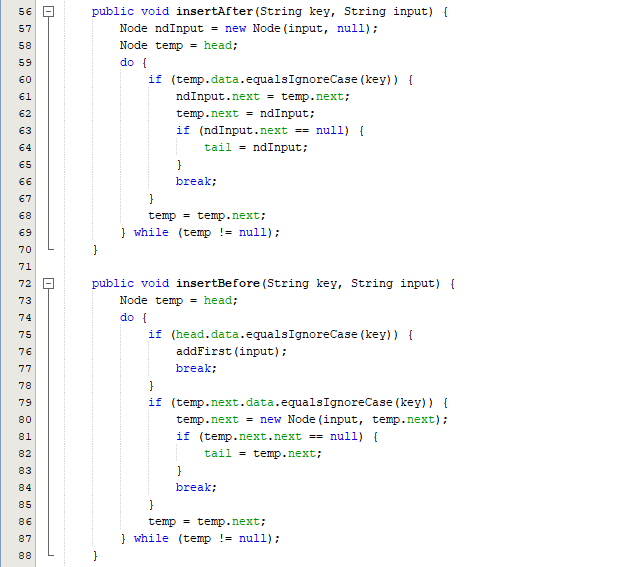 56 public void insertAfter(String key, String input) {
57 Node ndInput = new Node(input, null);
58 Node temp = head;
59 do {
60 if (temp.data.equalsIgnoreCase(key)) {
61 ndInput.next = temp.next;
62 temp.next = ndInput;
63 if (ndInput.next == null) {
64 tail = ndInput;
65 }
66 break;
67 }
68 temp = temp.next;
69 } while (temp != null);
70 }
71
72 public void insertBefore(String key, String input) {
73 Node temp = head;
74 do {
75 if (head.data.equalsIgnoreCase(key)) {
76 addFirst(input);
77 break;
78 }
79 if (temp.next.data.equalsIgnoreCase(key)) {
80 temp.next = new Node(input, temp.next);
81 if (temp.next.next == null) {
82 tail = temp.next;
83 }
84 break;
85 }
86 temp = temp.next;
87 } while (temp != null);
88 }